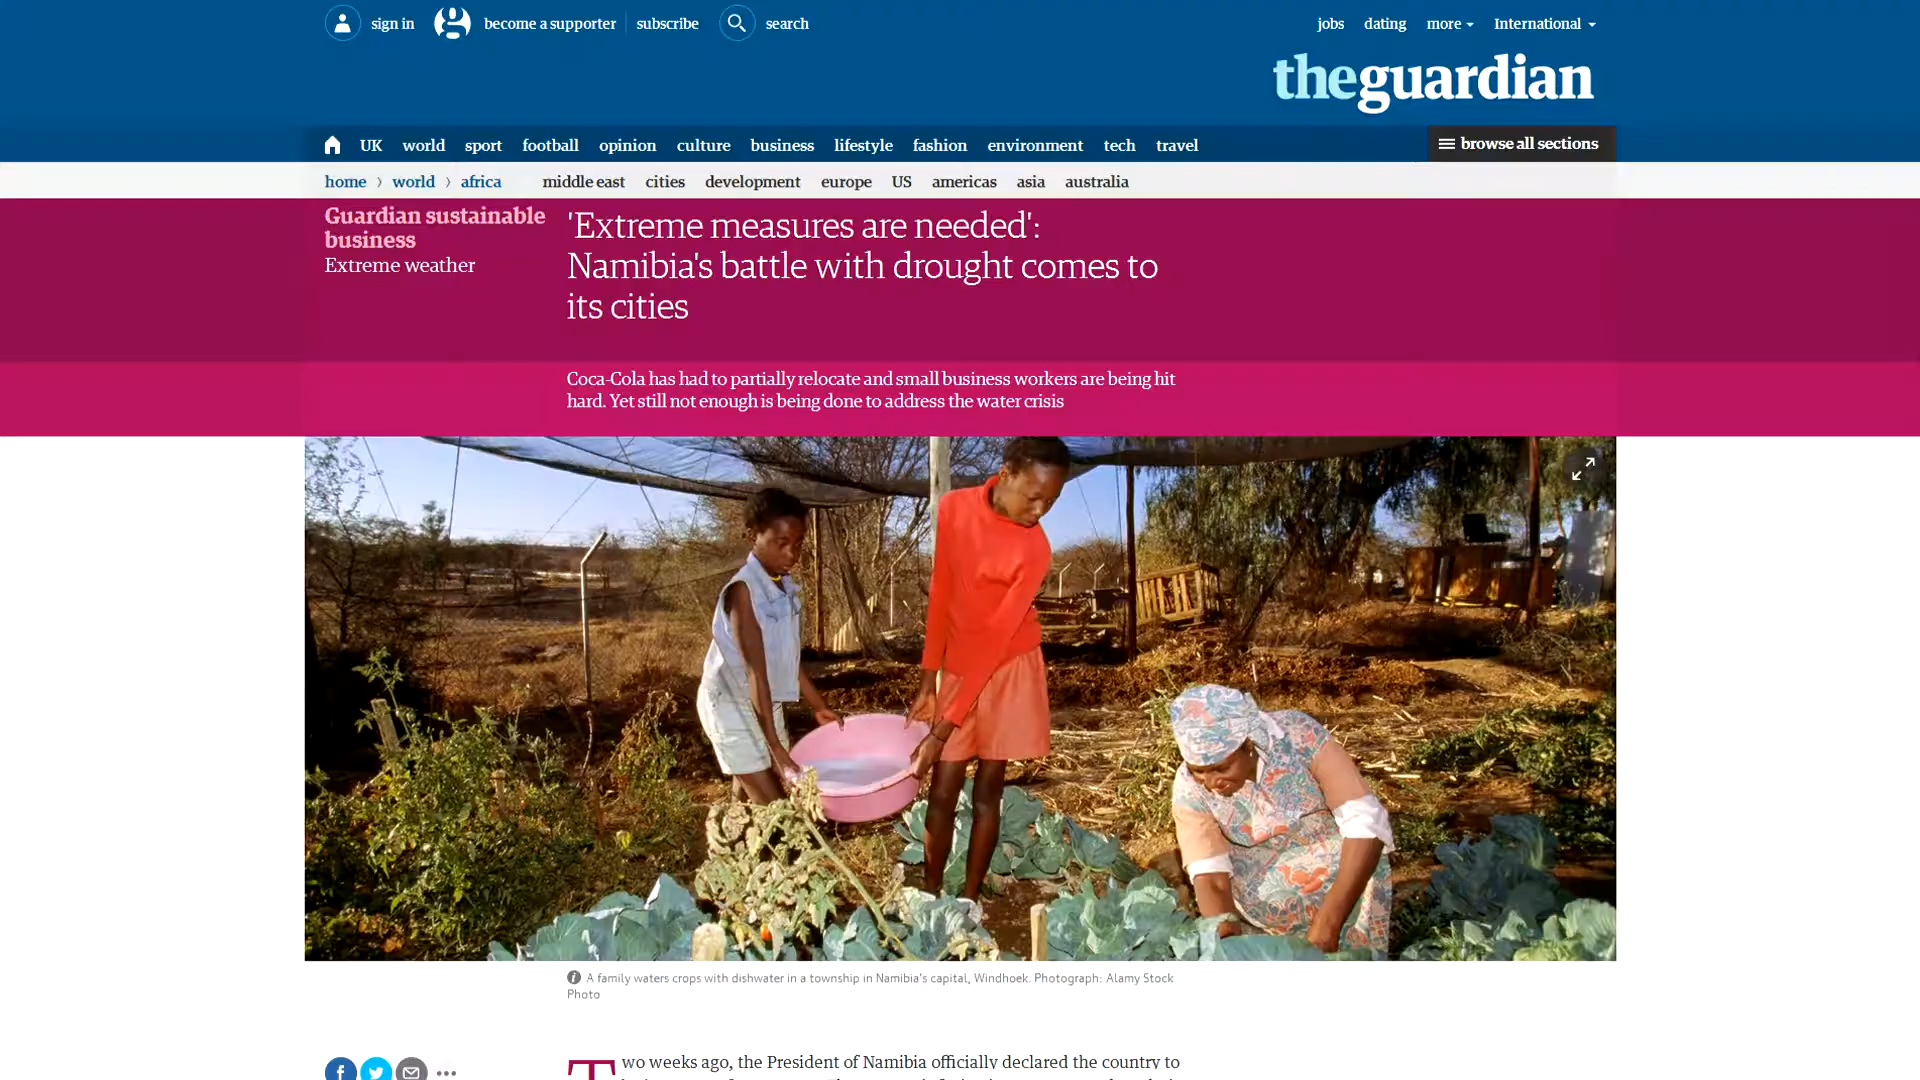 sign in
become a supporter
subscribe
search
jobs
dating
more
International
theguardian
UK
world
sport
football
opinion
culture
business
lifestyle
fashion
environment
tech
travel
browse all sections
home › world › africa
middle east
cities
development
europe
US
americas
asia
australia
Guardian sustainable
business
Extreme weather
'Extreme measures are needed':
Namibia's battle with drought comes to
its cities
Coca-Cola has had to partially relocate and small business workers are being hit
hard. Yet still not enough is being done to address the water crisis
A family waters crops with dishwater in a township in Namibia's capital, Windhoek. Photograph: Alamy Stock
Photo
Two weeks ago, the President of Namibia officially declared the country to